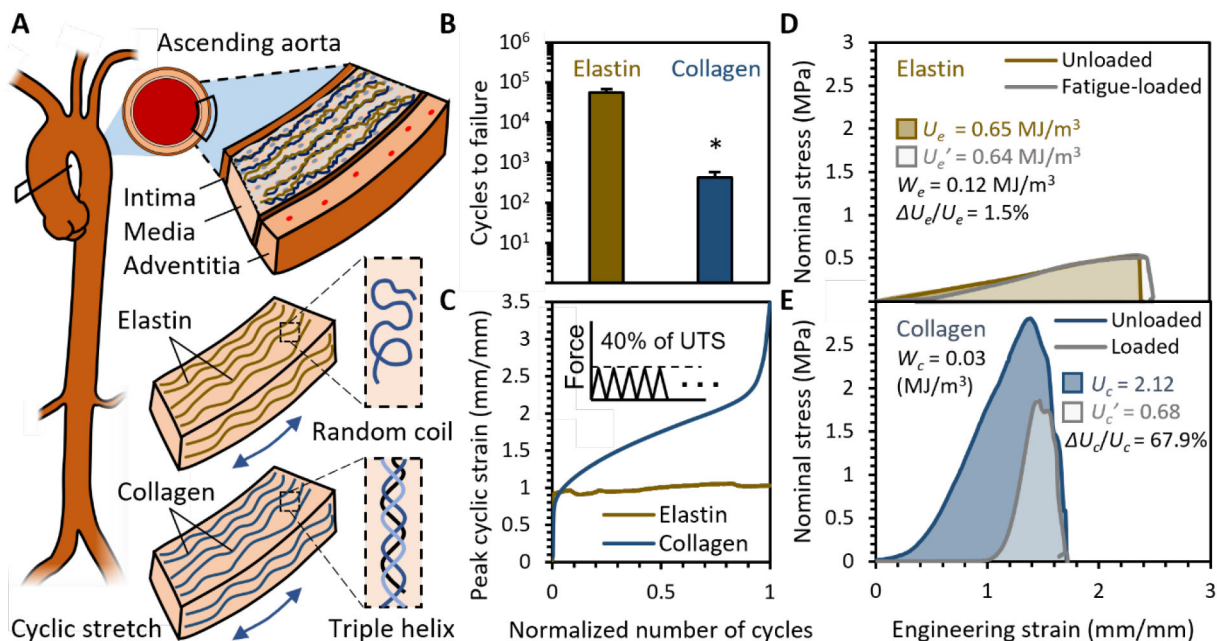 A
Ascending aorta
Intima
Media
Adventitia
Elastin
Random coil
Collagen
Cyclic stretch
Triple helix
B
Cycles to failure
10⁶
10⁵
10⁴
10³
10²
10¹
Elastin
Collagen
*
C
Peak cyclic strain (mm/mm)
3.5
3
2.5
2
1.5
1
0.5
0
Force
40% of UTS
Elastin
Collagen
0
0.5
1
Normalized number of cycles
D
Nominal stress (MPa)
3
2.5
2
1.5
1
0.5
0
Elastin
Unloaded
Fatigue-loaded
Uₑ = 0.65 MJ/m³
Uₑ′ = 0.64 MJ/m³
Wₑ = 0.12 MJ/m³
ΔUₑ/Uₑ = 1.5%
E
Nominal stress (MPa)
2.5
2
1.5
1
0.5
0
Collagen
W_c = 0.03
(MJ/m³)
Unloaded
Loaded
U_c = 2.12
U_c′ = 0.68
ΔU_c/U_c = 67.9%
0
1
2
3
Engineering strain (mm/mm)